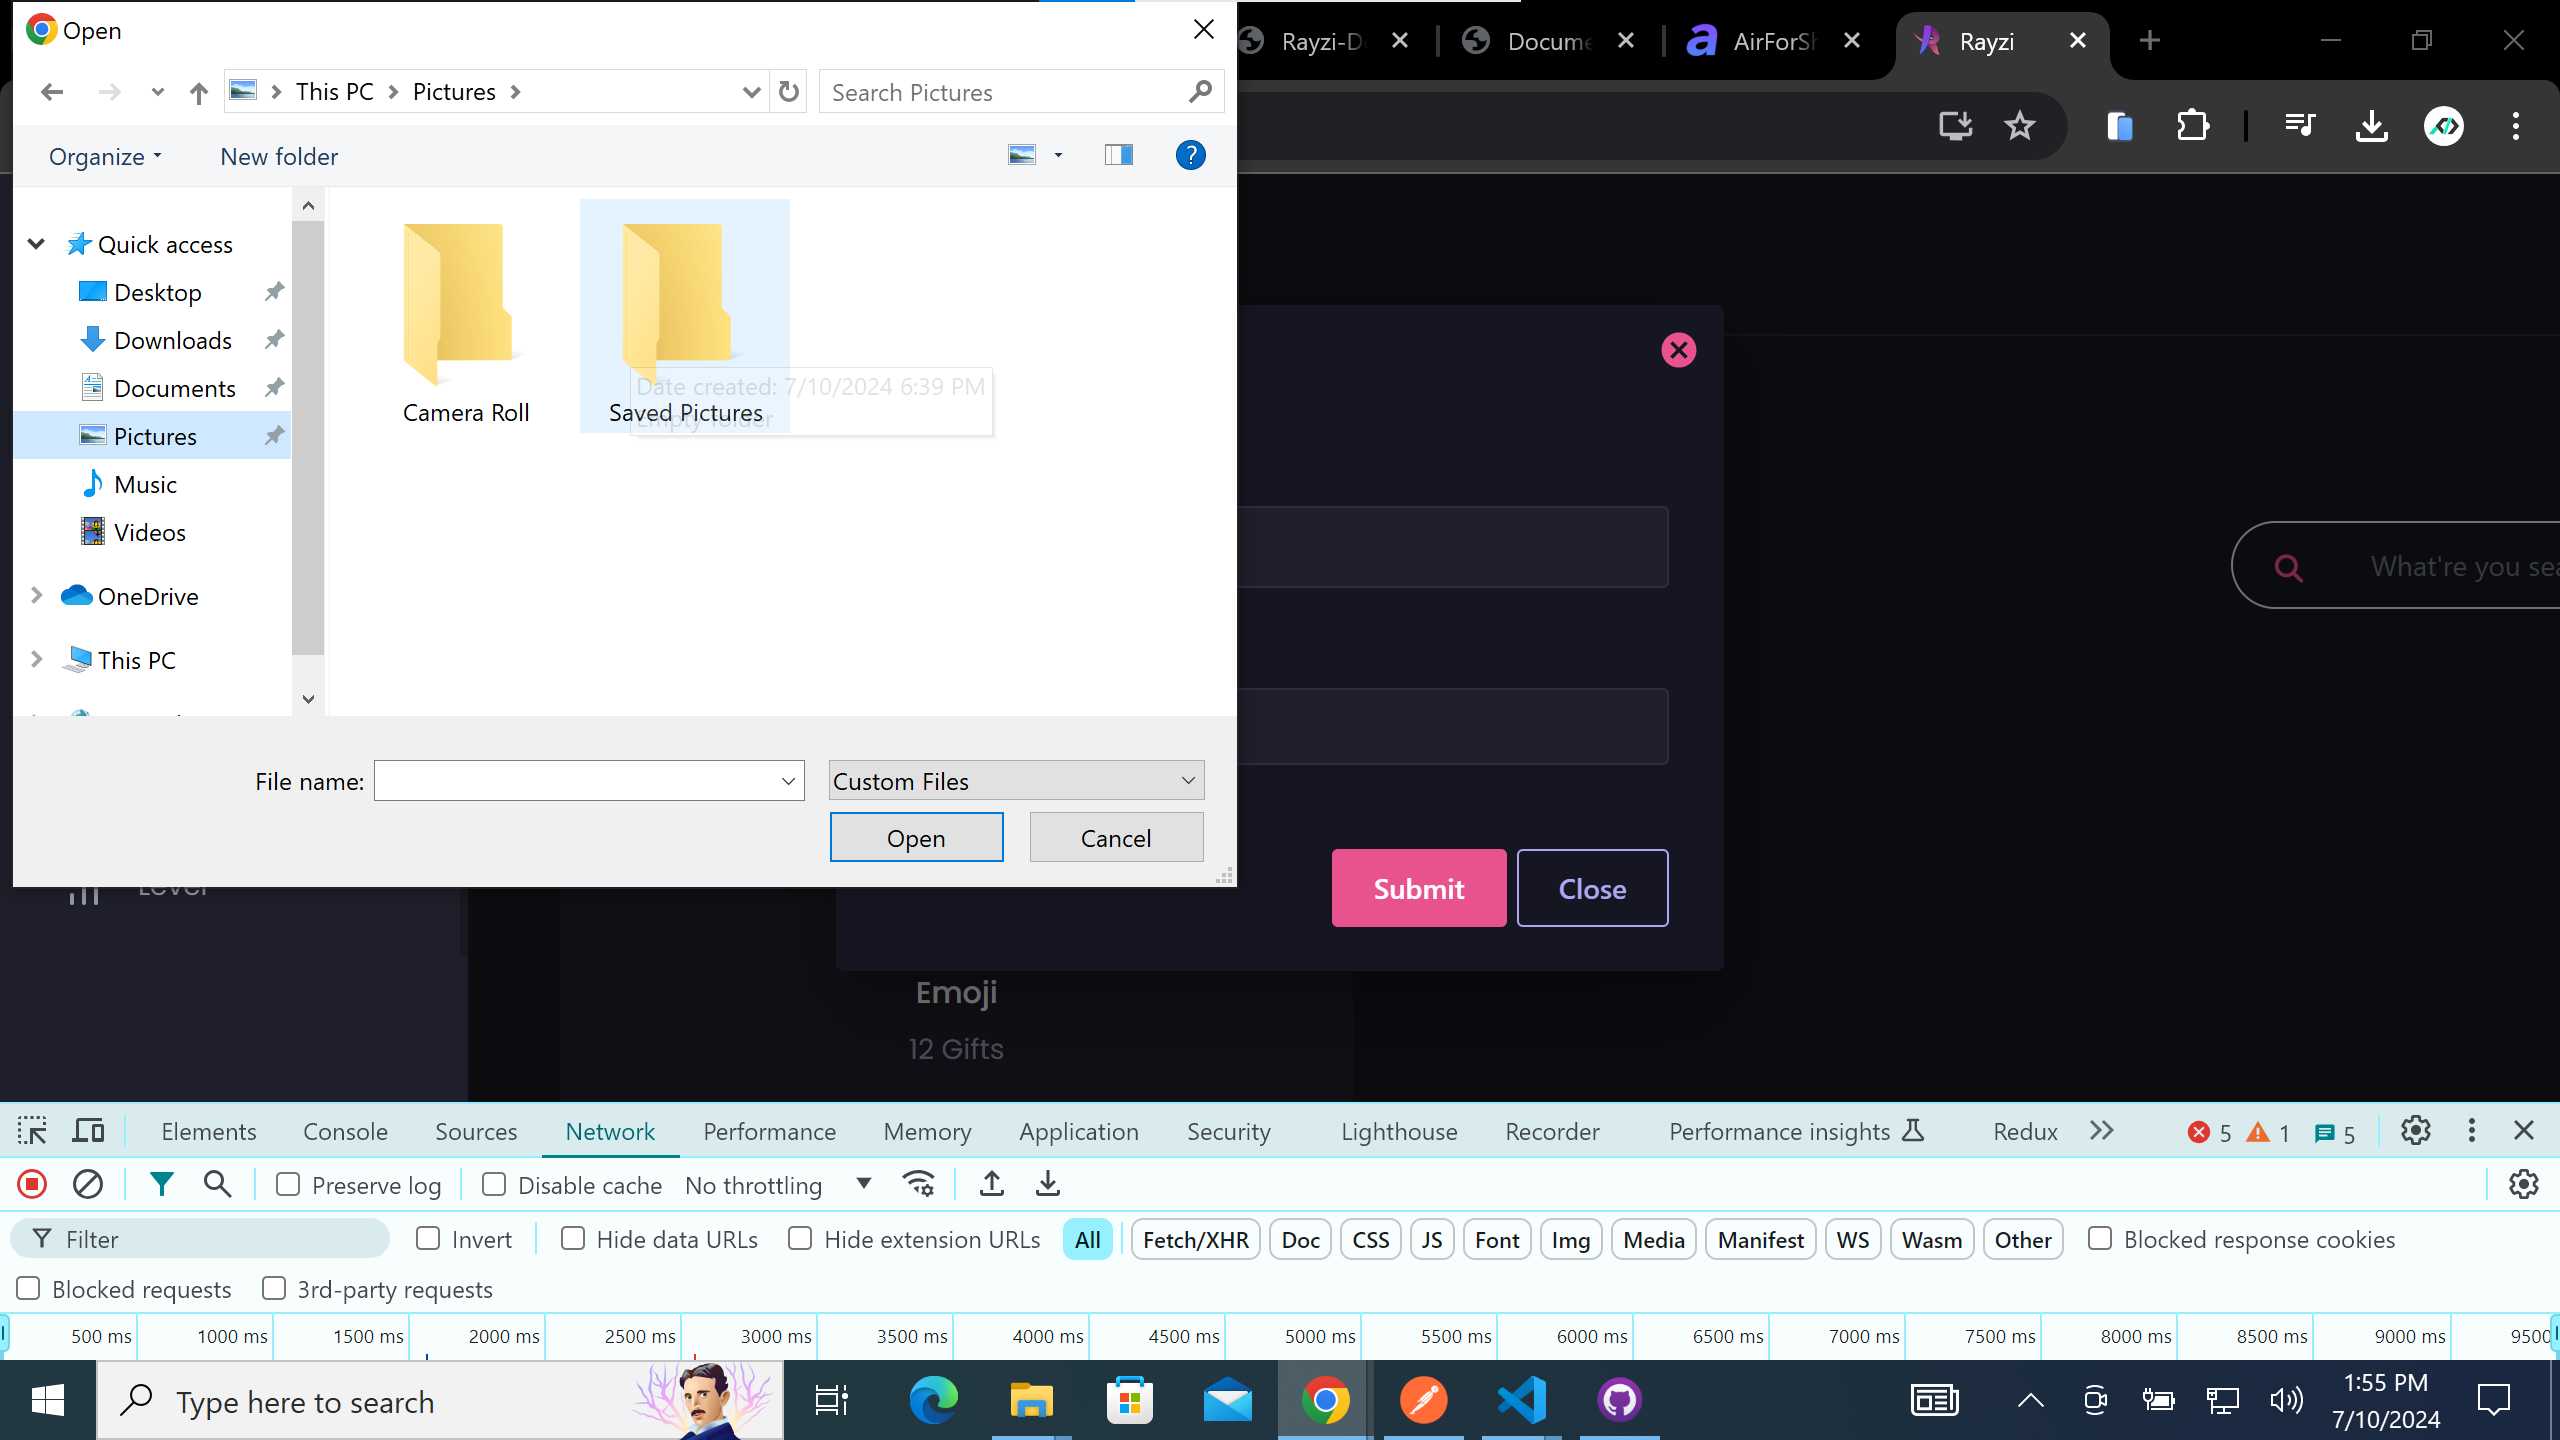 Open
Rayzi-D
Docume
AirForSh
Rayzi
This PC
Pictures
Search Pictures
Organize
New folder
Quick access
Desktop
Downloads
Documents
Pictures
Music
Videos
OneDrive
This PC
Camera Roll
Saved Pictures
Date created: 7/10/2024 6:39 PM
Empty folder
What're you sea
File name:
Custom Files
Open
Cancel
Level
Submit
Close
Emoji
12 Gifts
Elements
Console
Sources
Network
Performance
Memory
Application
Security
Lighthouse
Recorder
Performance insights
Redux
5
1
5
Preserve log
Disable cache
No throttling
Filter
Invert
Hide data URLs
Hide extension URLs
All
Fetch/XHR
Doc
CSS
JS
Font
Img
Media
Manifest
WS
Wasm
Other
Blocked response cookies
Blocked requests
3rd-party requests
500 ms
1000 ms
1500 ms
2000 ms
2500 ms
3000 ms
3500 ms
4000 ms
4500 ms
5000 ms
5500 ms
6000 ms
6500 ms
7000 ms
7500 ms
8000 ms
8500 ms
9000 ms
9500
Type here to search
1:55 PM
7/10/2024